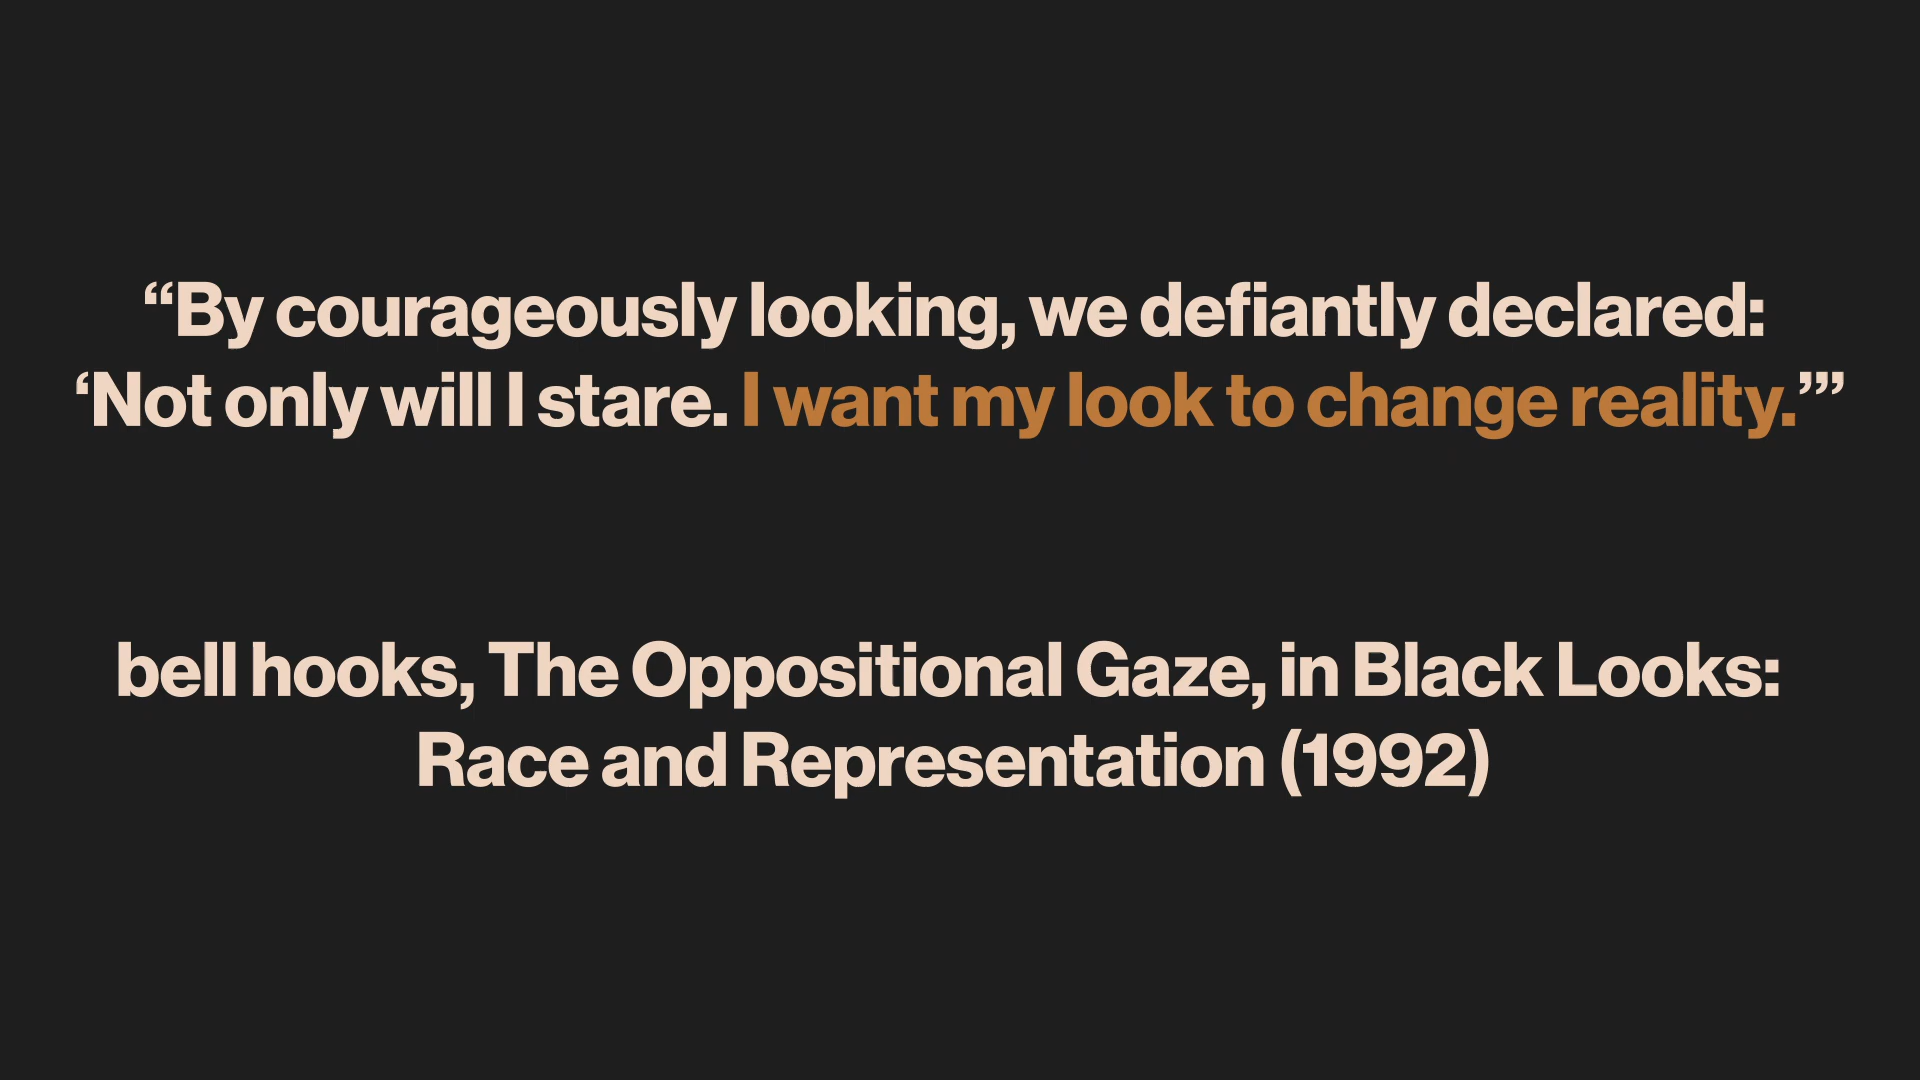 “By courageously looking, we defiantly declared:
‘Not only will I stare. I want my look to change reality.’”
bell hooks, The Oppositional Gaze, in Black Looks:
Race and Representation (1992)